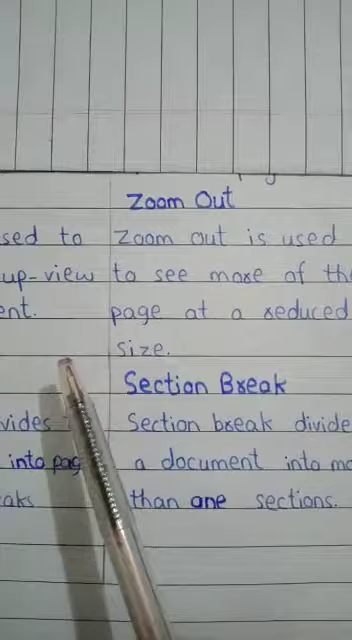 Zoom Out
sed to zoom out is used
up-view to see more of the
ent. page at a reduced
size.
Section Break
vides Section break divide
into pag a document into mo
aks than one sections.